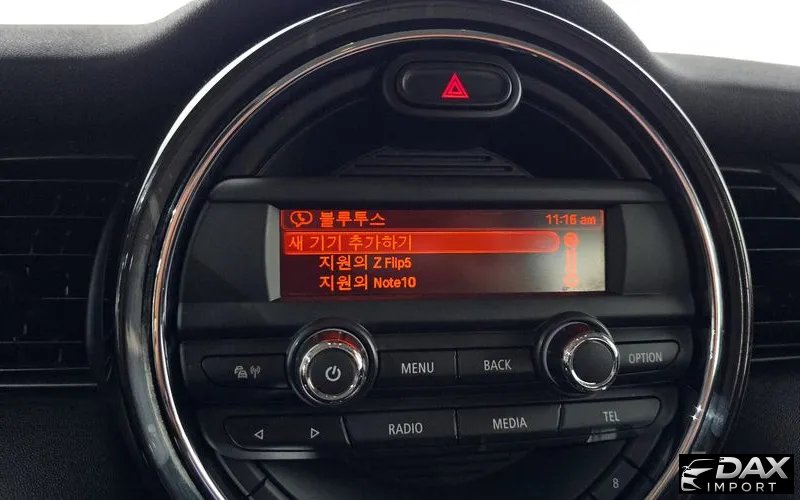 블루투스 11:16 am
새 기기 추가하기
지원의 Z Flip5
지원의 Note10
MENU BACK OPTION
RADIO MEDIA TEL
8
DAX
IMPORT